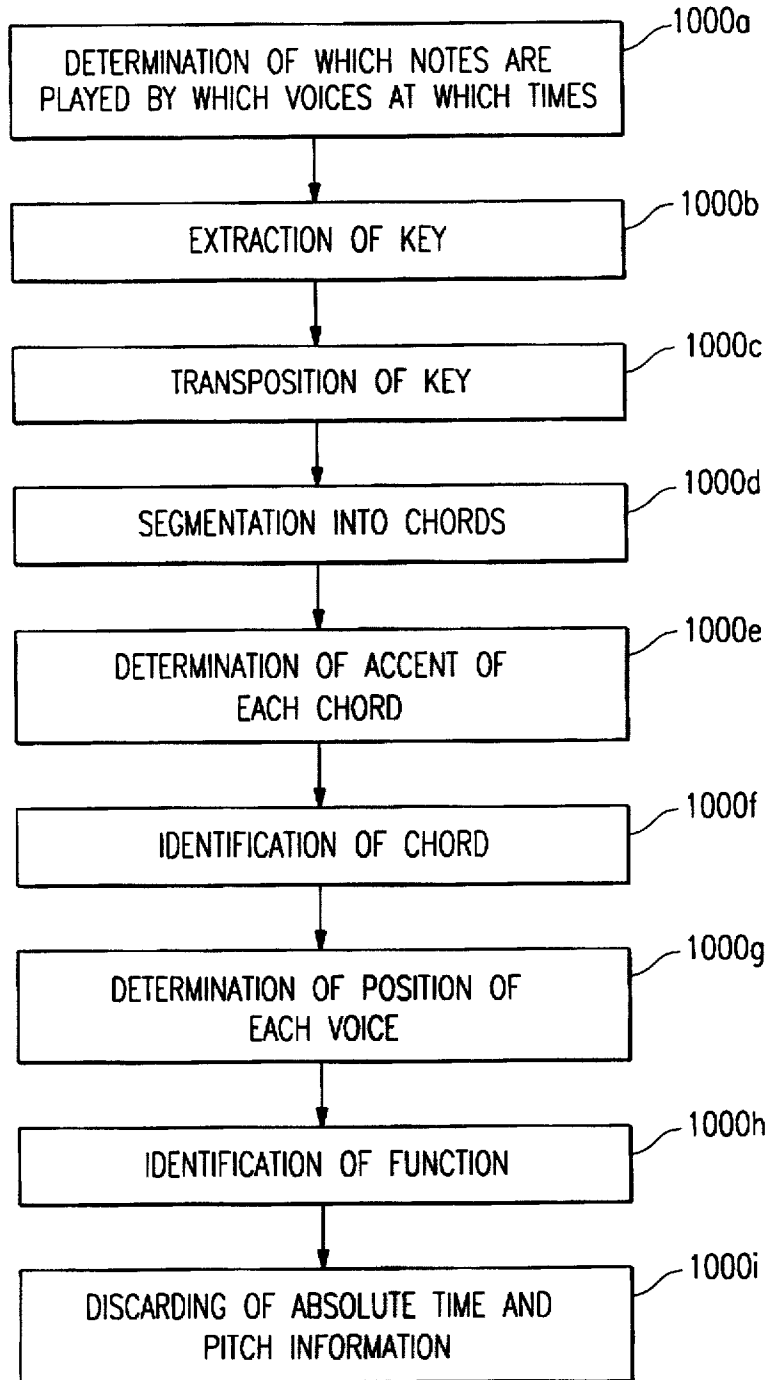 1000a
DETERMINATION OF WHICH NOTES ARE
PLAYED BY WHICH VOICES AT WHICH TIMES
1000b
EXTRACTION OF KEY
1000c
TRANSPOSITION OF KEY
1000d
SEGMENTATION INTO CHORDS
1000e
DETERMINATION OF ACCENT OF
EACH CHORD
1000f
IDENTIFICATION OF CHORD
1000g
DETERMINATION OF POSITION OF
EACH VOICE
1000h
IDENTIFICATION OF FUNCTION
1000i
DISCARDING OF ABSOLUTE TIME AND
PITCH INFORMATION